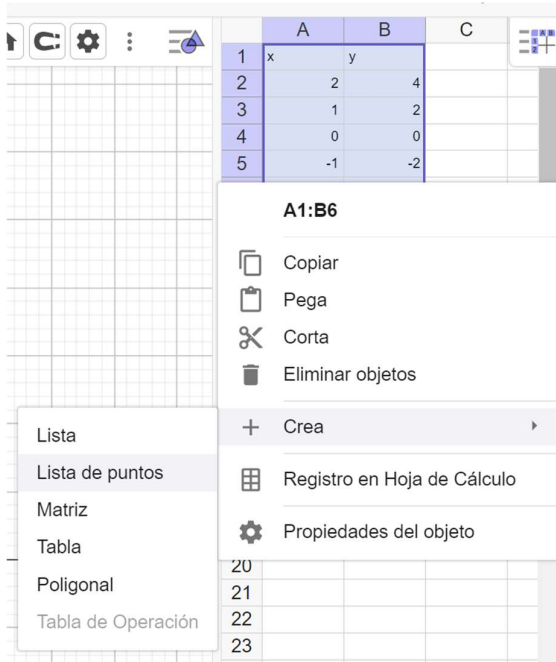 A B C
1 x y
2 2 4
3 1 2
4 0 0
5 -1 -2
A1:B6
Copiar
Pega
Corta
Eliminar objetos
Crea
Registro en Hoja de Cálculo
Propiedades del objeto
Lista
Lista de puntos
Matriz
Tabla
Poligonal
Tabla de Operación
20
21
22
23